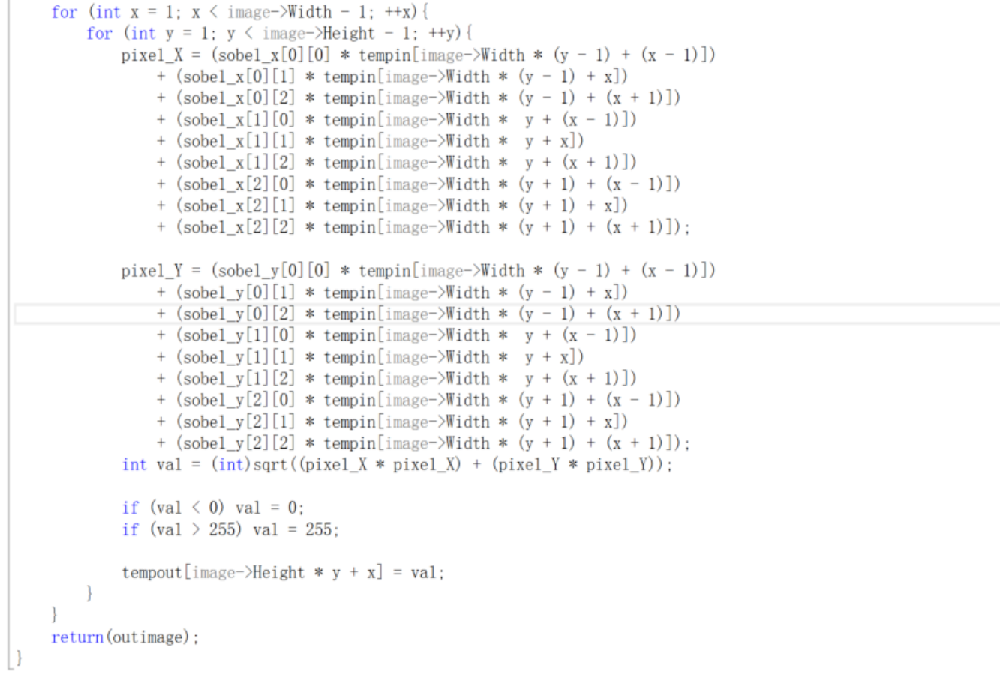 for (int x = 1; x < image->Width - 1; ++x){
for (int y = 1; y < image->Height - 1; ++y){
pixel_X = (sobel_x[0][0] * tempin[image->Width * (y - 1) + (x - 1)])
+ (sobel_x[0][1] * tempin[image->Width * (y - 1) + x])
+ (sobel_x[0][2] * tempin[image->Width * (y - 1) + (x + 1)])
+ (sobel_x[1][0] * tempin[image->Width *  y + (x - 1)])
+ (sobel_x[1][1] * tempin[image->Width *  y + x])
+ (sobel_x[1][2] * tempin[image->Width *  y + (x + 1)])
+ (sobel_x[2][0] * tempin[image->Width * (y + 1) + (x - 1)])
+ (sobel_x[2][1] * tempin[image->Width * (y + 1) + x])
+ (sobel_x[2][2] * tempin[image->Width * (y + 1) + (x + 1)]);
pixel_Y = (sobel_y[0][0] * tempin[image->Width * (y - 1) + (x - 1)])
+ (sobel_y[0][1] * tempin[image->Width * (y - 1) + x])
+ (sobel_y[0][2] * tempin[image->Width * (y - 1) + (x + 1)])
+ (sobel_y[1][0] * tempin[image->Width *  y + (x - 1)])
+ (sobel_y[1][1] * tempin[image->Width *  y + x])
+ (sobel_y[1][2] * tempin[image->Width *  y + (x + 1)])
+ (sobel_y[2][0] * tempin[image->Width * (y + 1) + (x - 1)])
+ (sobel_y[2][1] * tempin[image->Width * (y + 1) + x])
+ (sobel_y[2][2] * tempin[image->Width * (y + 1) + (x + 1)]);
int val = (int)sqrt((pixel_X * pixel_X) + (pixel_Y * pixel_Y));
if (val < 0) val = 0;
if (val > 255) val = 255;
tempout[image->Height * y + x] = val;
}
}
return(outimage);
}